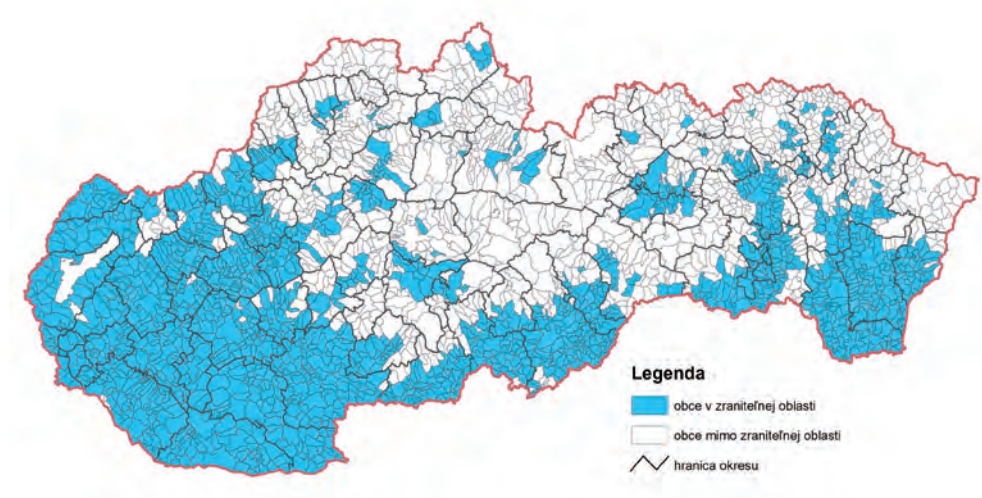 Legenda
obce v zraniteľnej oblasti
obce mimo zraniteľnej oblasti
hranica okresu